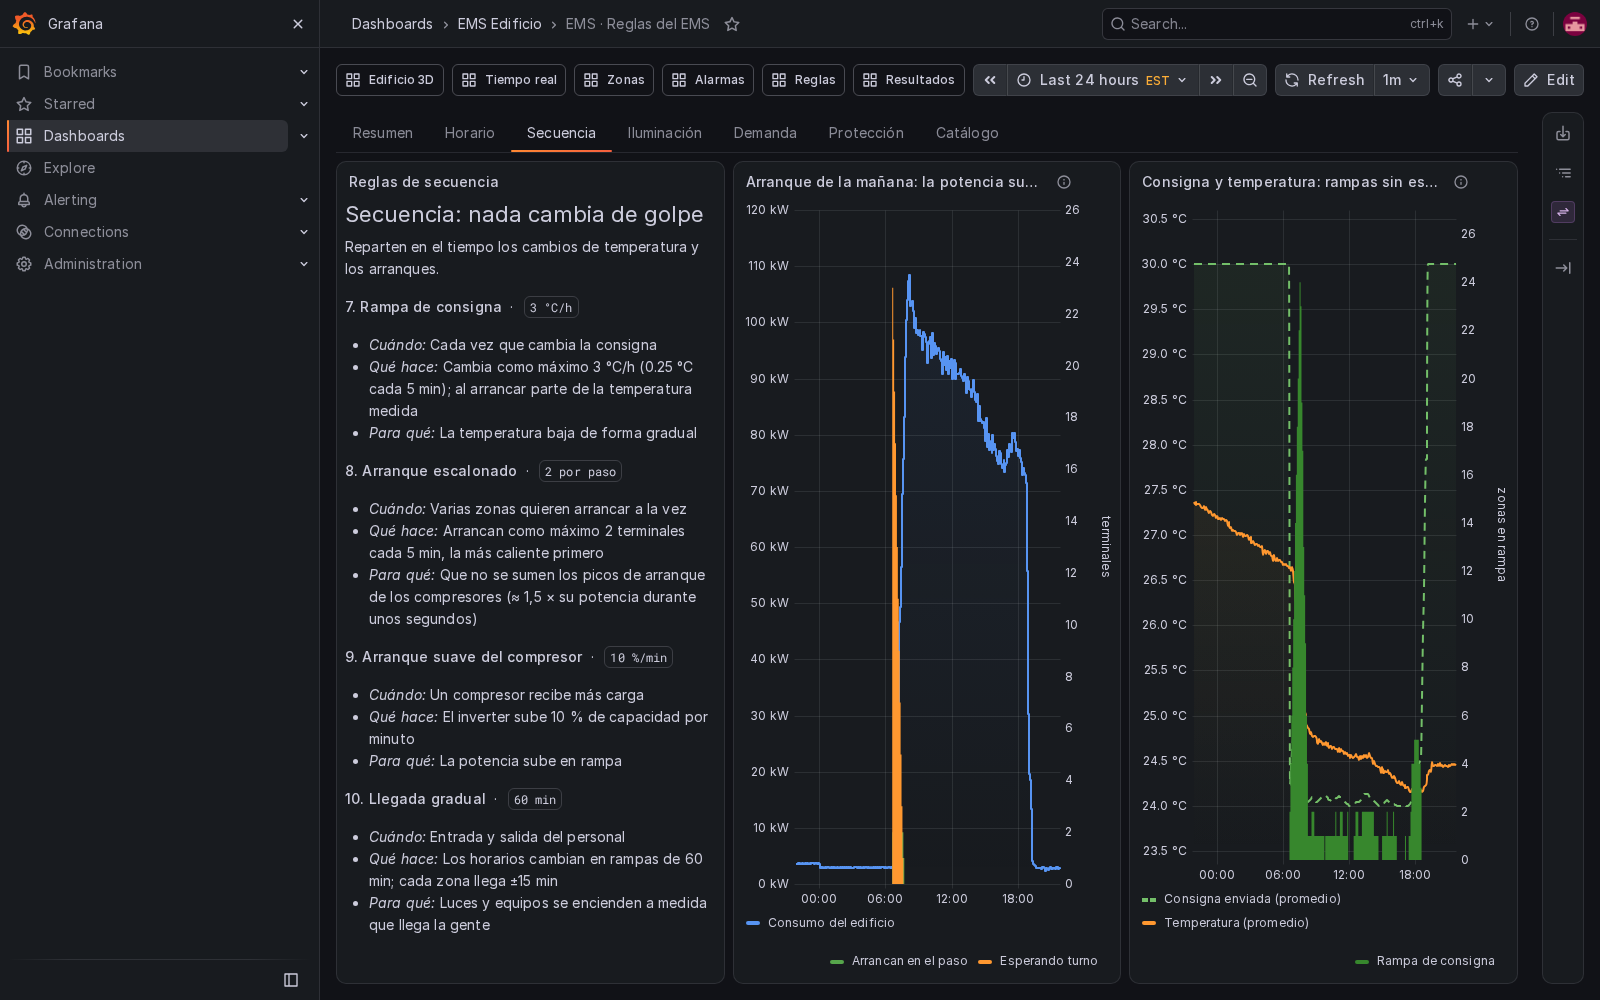 Grafana
Dashboards
EMS Edificio
EMS · Reglas del EMS
Search...
ctrl+k
Bookmarks
Starred
Dashboards
Explore
Alerting
Connections
Administration
Edificio 3D
Tiempo real
Zonas
Alarmas
Reglas
Resultados
Last 24 hours EST
Refresh
1m
Edit
Resumen
Horario
Secuencia
Iluminación
Demanda
Protección
Catálogo
Reglas de secuencia
Secuencia: nada cambia de golpe
Reparten en el tiempo los cambios de temperatura y
los arranques.
7. Rampa de consigna · 3 °C/h
Cuándo: Cada vez que cambia la consigna
Qué hace: Cambia como máximo 3 °C/h (0.25 °C
cada 5 min); al arrancar parte de la temperatura
medida
Para qué: La temperatura baja de forma gradual
8. Arranque escalonado · 2 por paso
Cuándo: Varias zonas quieren arrancar a la vez
Qué hace: Arrancan como máximo 2 terminales
cada 5 min, la más caliente primero
Para qué: Que no se sumen los picos de arranque
de los compresores (≈ 1,5 × su potencia durante
unos segundos)
9. Arranque suave del compresor · 10 %/min
Cuándo: Un compresor recibe más carga
Qué hace: El inverter sube 10 % de capacidad por
minuto
Para qué: La potencia sube en rampa
10. Llegada gradual · 60 min
Cuándo: Entrada y salida del personal
Qué hace: Los horarios cambian en rampas de 60
min; cada zona llega ±15 min
Para qué: Luces y equipos se encienden a medida
que llega la gente
Arranque de la mañana: la potencia su...
120 kW
110 kW
100 kW
90 kW
80 kW
70 kW
60 kW
50 kW
40 kW
30 kW
20 kW
10 kW
0 kW
26
24
22
20
18
16
14
12
10
8
6
4
2
0
terminales
00:00
06:00
12:00
18:00
Consumo del edificio
Arrancan en el paso
Esperando turno
Consigna y temperatura: rampas sin es...
30.5 °C
30.0 °C
29.5 °C
29.0 °C
28.5 °C
28.0 °C
27.5 °C
27.0 °C
26.5 °C
26.0 °C
25.5 °C
25.0 °C
24.5 °C
24.0 °C
23.5 °C
26
24
22
20
18
16
14
12
10
8
6
4
2
0
zonas en rampa
00:00
06:00
12:00
18:00
Consigna enviada (promedio)
Temperatura (promedio)
Rampa de consigna